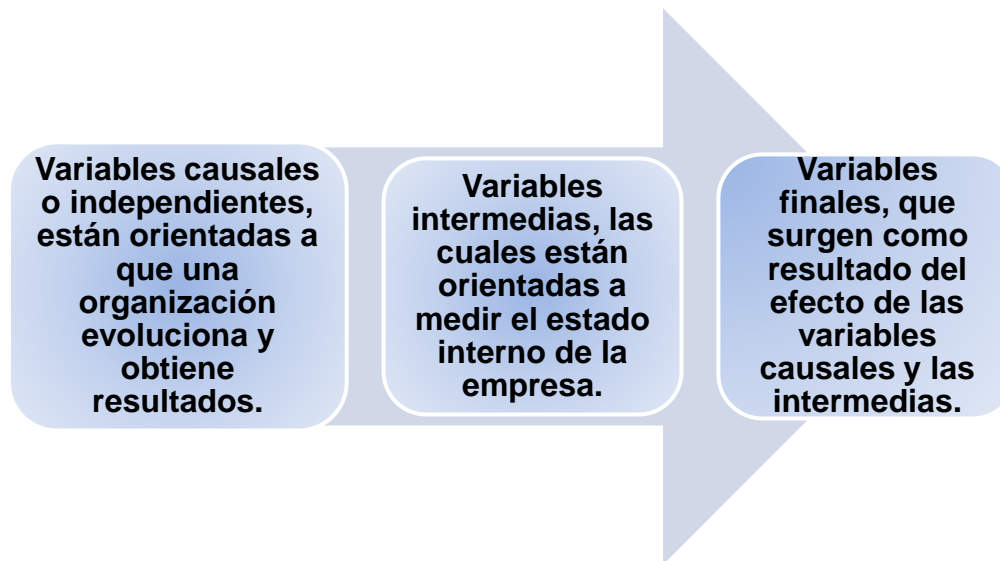 Variables causales
o independientes,
están orientadas a
que una
organización
evoluciona y
obtiene
resultados.
Variables
intermedias, las
cuales están
orientadas a
medir el estado
interno de la
empresa.
Variables
finales, que
surgen como
resultado del
efecto de las
variables
causales y las
intermedias.